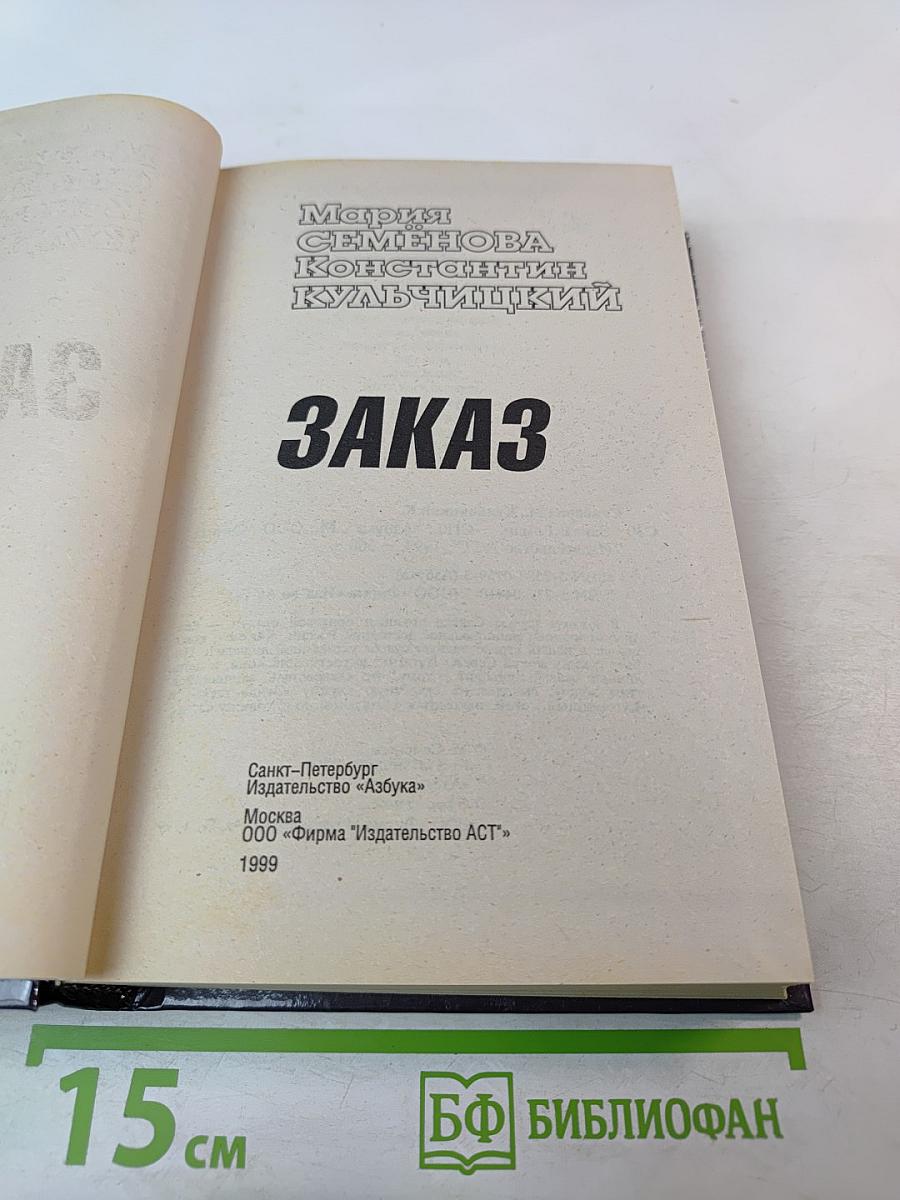 Мария
СЕМЁНОВА
Константин
КУЛЬЧИЦКИЙ
ЗАКАЗ
Санкт–Петербург
Издательство «Азбука»
Москва
ООО «Фирма "Издательство АСТ"»
1999
15 см
БФ БИБЛИОФАН